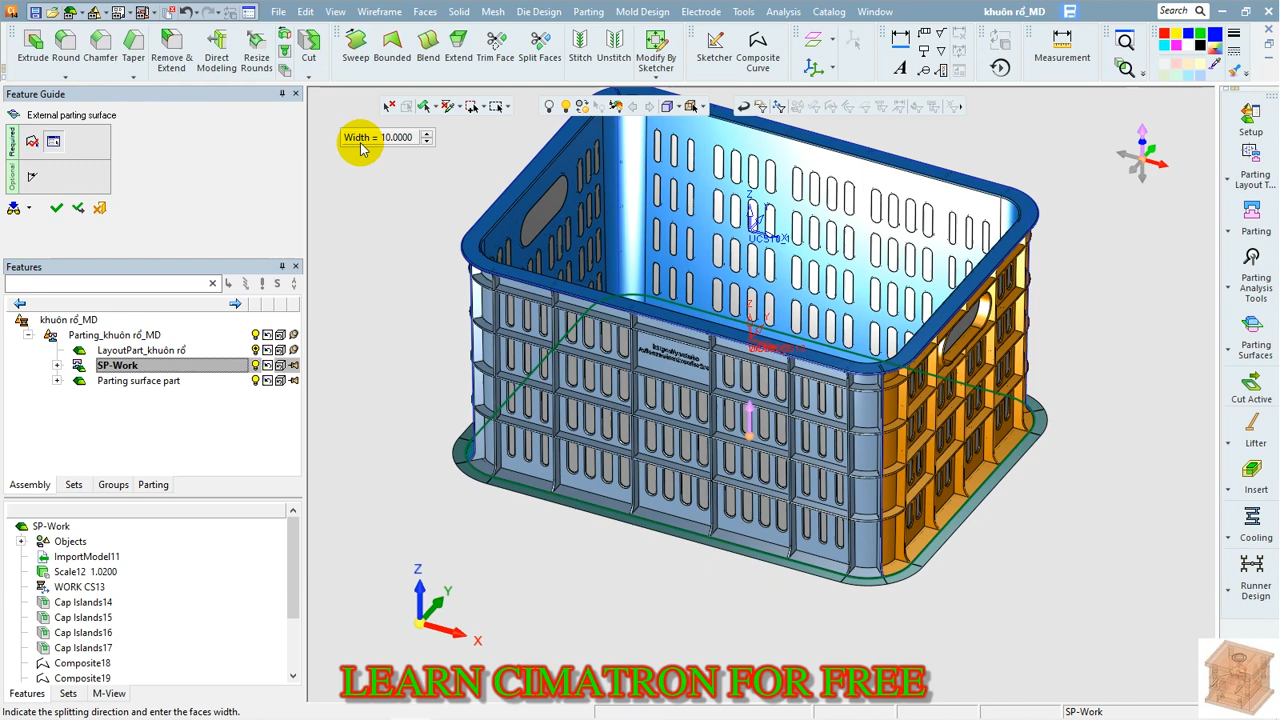 File Edit View Wireframe Faces Solid Mesh Die Design Parting Mold Design Electrode Tools Analysis Catalog Window khuôn rổ_MD Search
Extrude Round Chamfer Taper Remove & Extend Direct Modeling Resize Rounds Cut Sweep Bounded Blend Extend Trim Faces Split Faces Stitch Unstitch Modify By Sketcher Sketcher Composite Curve Measurement
Feature Guide
External parting surface
Required
Optional
Width = 10.0000
Features
khuôn rổ_MD
Parting_khuôn rổ_MD
LayoutPart_khuôn rổ
SP-Work
Parting surface part
Assembly Sets Groups Parting
SP-Work
Objects
ImportModel11
Scale12 1.0200
WORK CS13
Cap Islands14
Cap Islands15
Cap Islands16
Cap Islands17
Composite18
Composite19
Features Sets M-View
Z
Y
X
Setup
Parting Layout T...
Parting
Parting Analysis Tools
Parting Surfaces
Cut Active
Lifter
Insert
Cooling
Runner Design
LEARN CIMATRON FOR FREE
Indicate the splitting direction and enter the faces width.
SP-Work